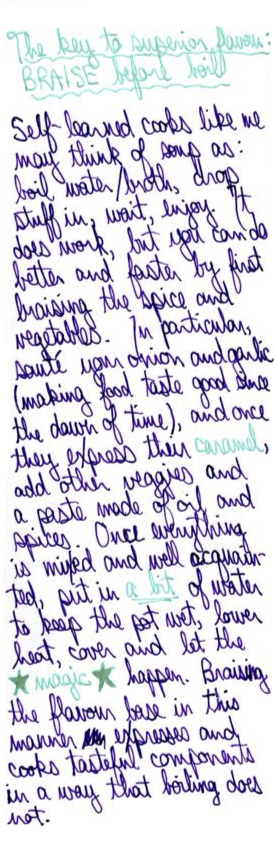 The key to superior flavour:
BRAISE before boil
Self-learned cooks like me
may think of soup as:
boil water/broth, drop
stuff in, wait, enjoy. It
does work, but you can do
better and faster by first
braising the spice and
vegetables. In particular,
sauté your onion and garlic
(making food taste good since
the dawn of time), and once
they express their caramel,
add other veggies and
a paste made of oil and
spices. Once everything
is mixed and well acquain-
ted, put in a bit of water
to keep the pot wet, lower
heat, cover and let the
★ magic ★ happen. Braising
the flavour base in this
manner expresses and
cooks tasteful components
in a way that boiling does
not.